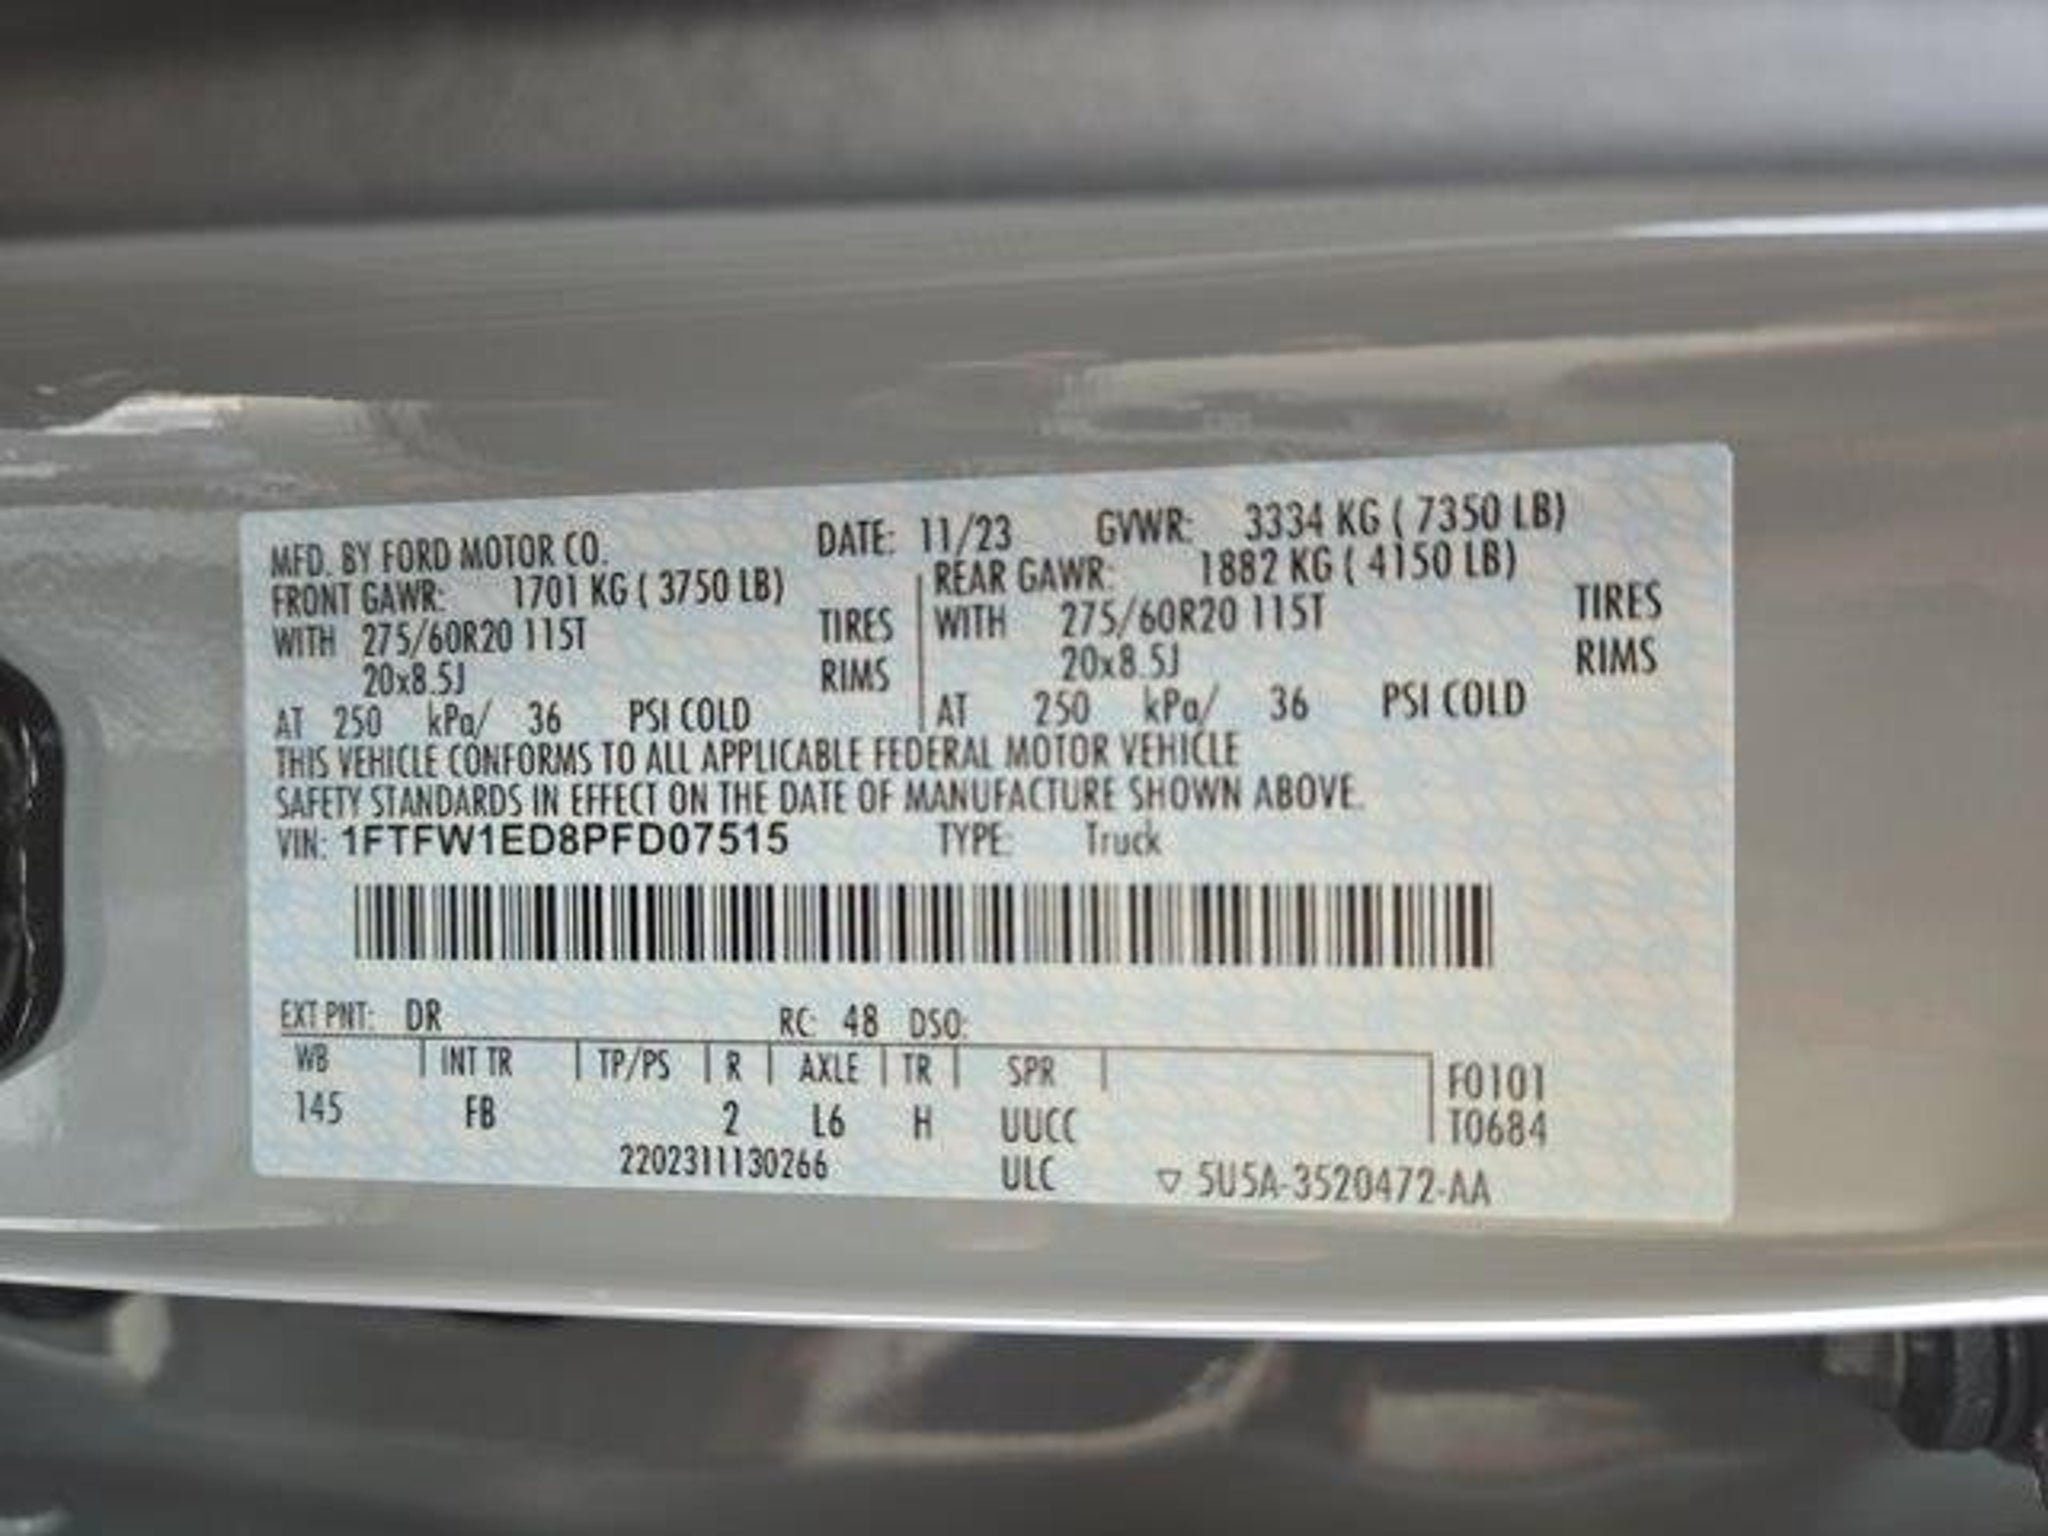 MFD. BY FORD MOTOR CO. DATE: 11/23 GVWR: 3334 KG ( 7350 LB)
FRONT GAWR: 1701 KG ( 3750 LB) REAR GAWR: 1882 KG ( 4150 LB)
WITH 275/60R20 115T TIRES WITH 275/60R20 115T TIRES
20x8.5J RIMS 20x8.5J RIMS
AT 250 kPa/ 36 PSI COLD AT 250 kPa/ 36 PSI COLD
THIS VEHICLE CONFORMS TO ALL APPLICABLE FEDERAL MOTOR VEHICLE
SAFETY STANDARDS IN EFFECT ON THE DATE OF MANUFACTURE SHOWN ABOVE.
VIN: 1FTFW1ED8PFD07515 TYPE: Truck
EXT PNT: DR RC: 48 DSO:
WB INT TR TP/PS R AXLE TR SPR F0101
145 FB 2 L6 H UUCC T0684
2202311130266 ULC ▽ 5U5A-3520472-AA